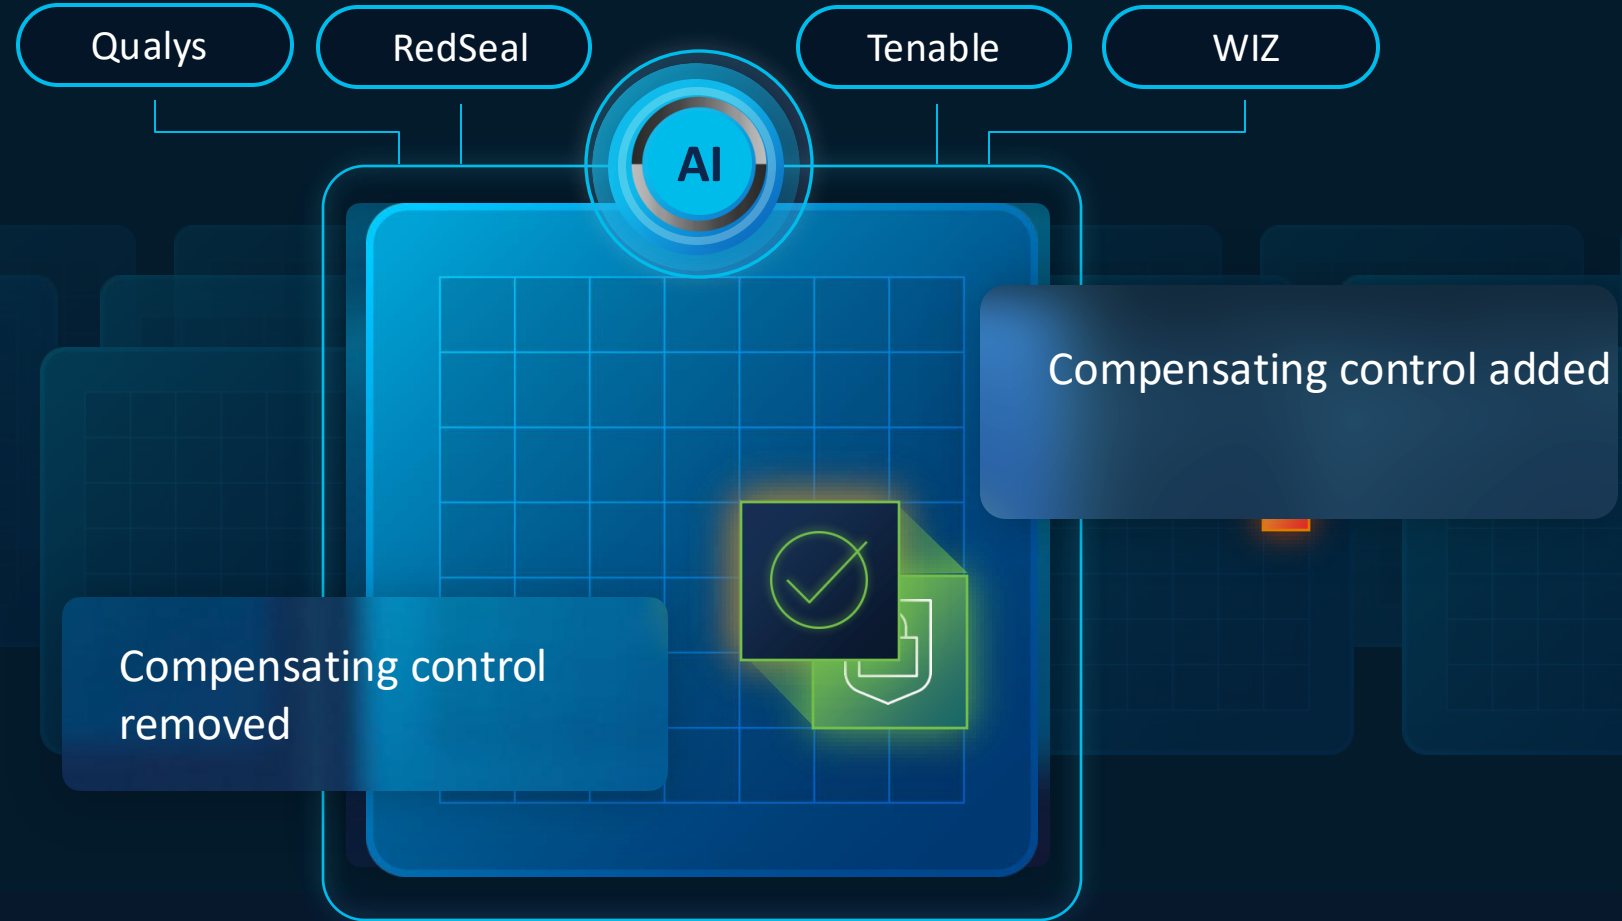 Qualys
RedSeal
Tenable
WIZ
AI
Compensating control added
Compensating control
removed